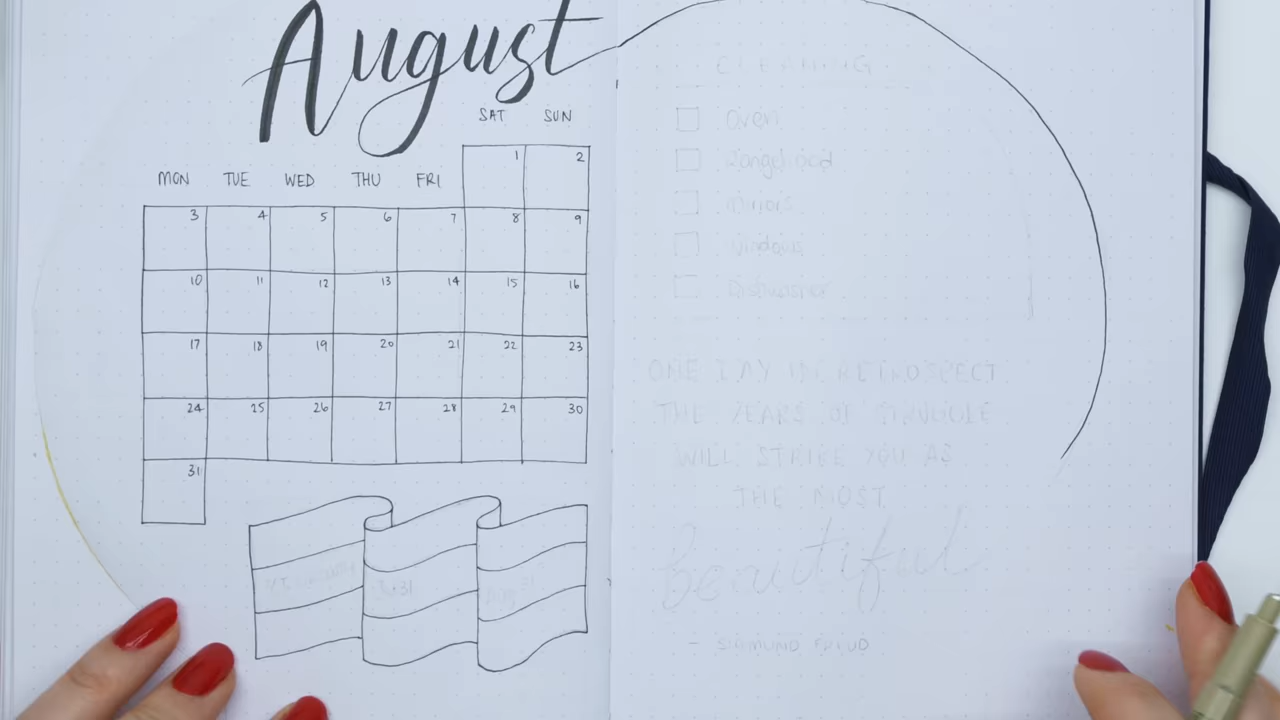 August
SAT SUN
1 2
MON TUE WED THU FRI
3 4 5 6 7 8 9
10 11 12 13 14 15 16
17 18 19 20 21 22 23
24 25 26 27 28 29 30
31
CLEANING
Oven
Rangehood
Mirrors
Windows
Dishwasher
ONE DAY IN RETROSPECT
THE YEARS OF STRUGGLE
WILL STRIKE YOU AS
THE MOST
Beautiful
- SIGMUND FREUD